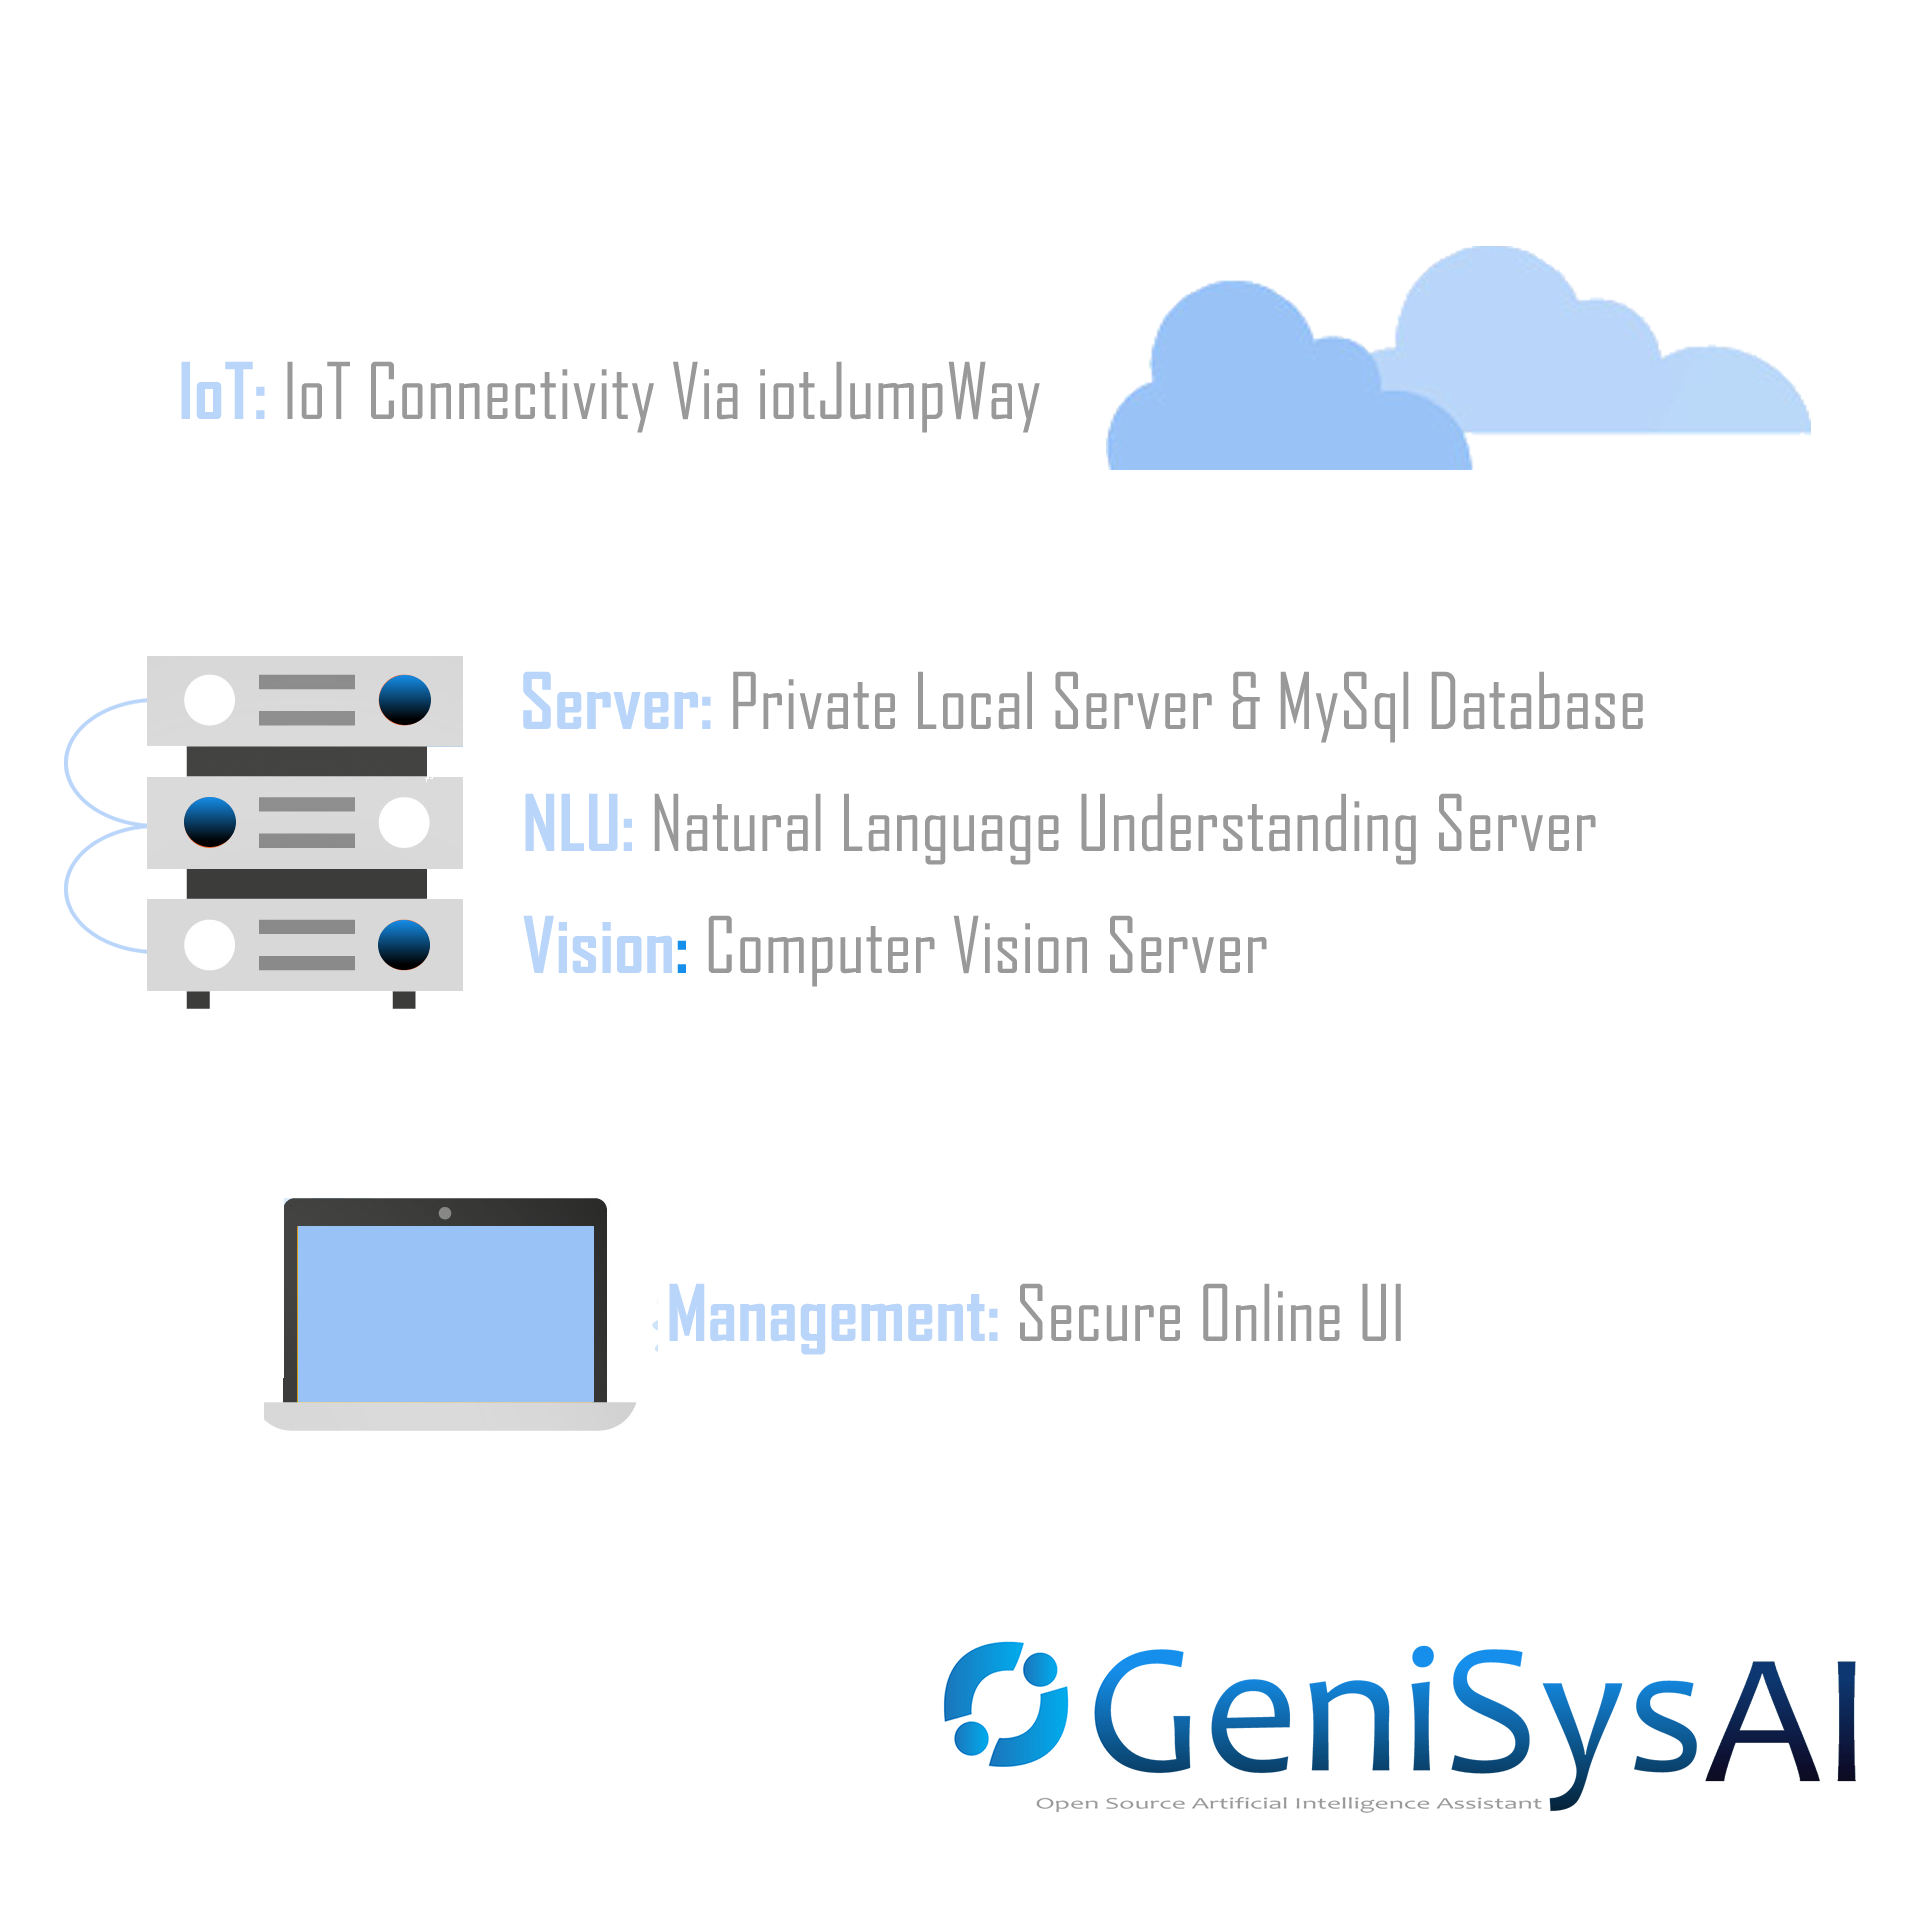 IoT: IoT Connectivity Via iotJumpWay
Server: Private Local Server & MySql Database
NLU: Natural Language Understanding Server
Vision: Computer Vision Server
Management: Secure Online UI
GeniSysAI
Open Source Artificial Intelligence Assistant